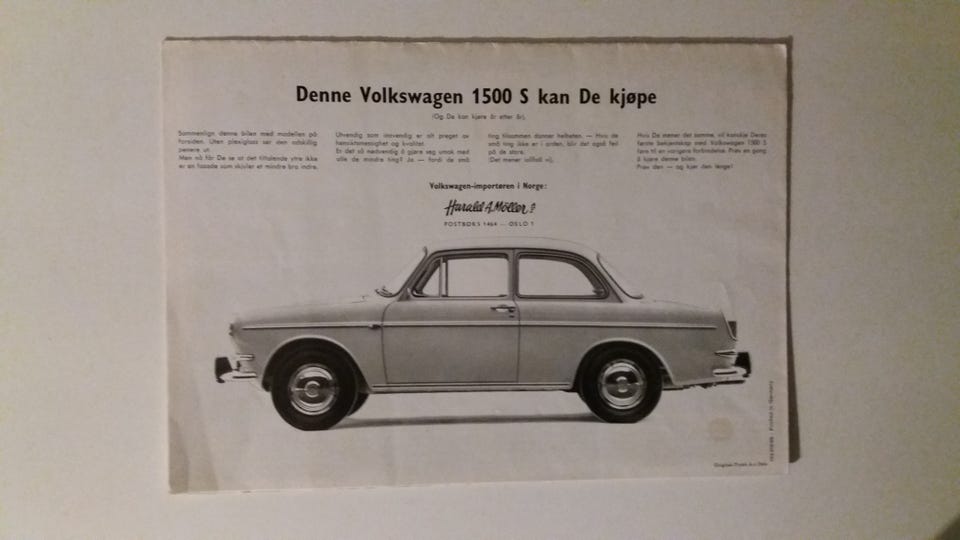 Denne Volkswagen 1500 S kan De kjøpe
(Og De kan kjøre år etter år).
Sammenlign denne bilen med modellen på
forsiden. Uten plexiglass ser den adskillig
penere ut.
Men nå får De se at det tiltalende ytre ikke
er en fasade som skjuler et mindre bra indre.
Utvendig som innvendig er alt preget av
hensiktsmessighet og kvalitet.
Er det så nødvendig å gjøre seg umak med
alle de mindre ting? Ja — fordi de små
ting tilsammen danner helheten. — Hvis de
små ting ikke er i orden, blir det også feil
på de store.
(Det mener iallfall vi).
Hvis De mener det samme, vil kanskje Deres
første bekjentskap med Volkswagen 1500 S
føre til en varigere forbindelse. Prøv en gang
å kjøre denne bilen.
Prøv den — og kjør den lenge!
Volkswagen-importøren i Norge:
Harald A. Möller
POSTBOKS 1464 — OSLO 1
Printed in Germany